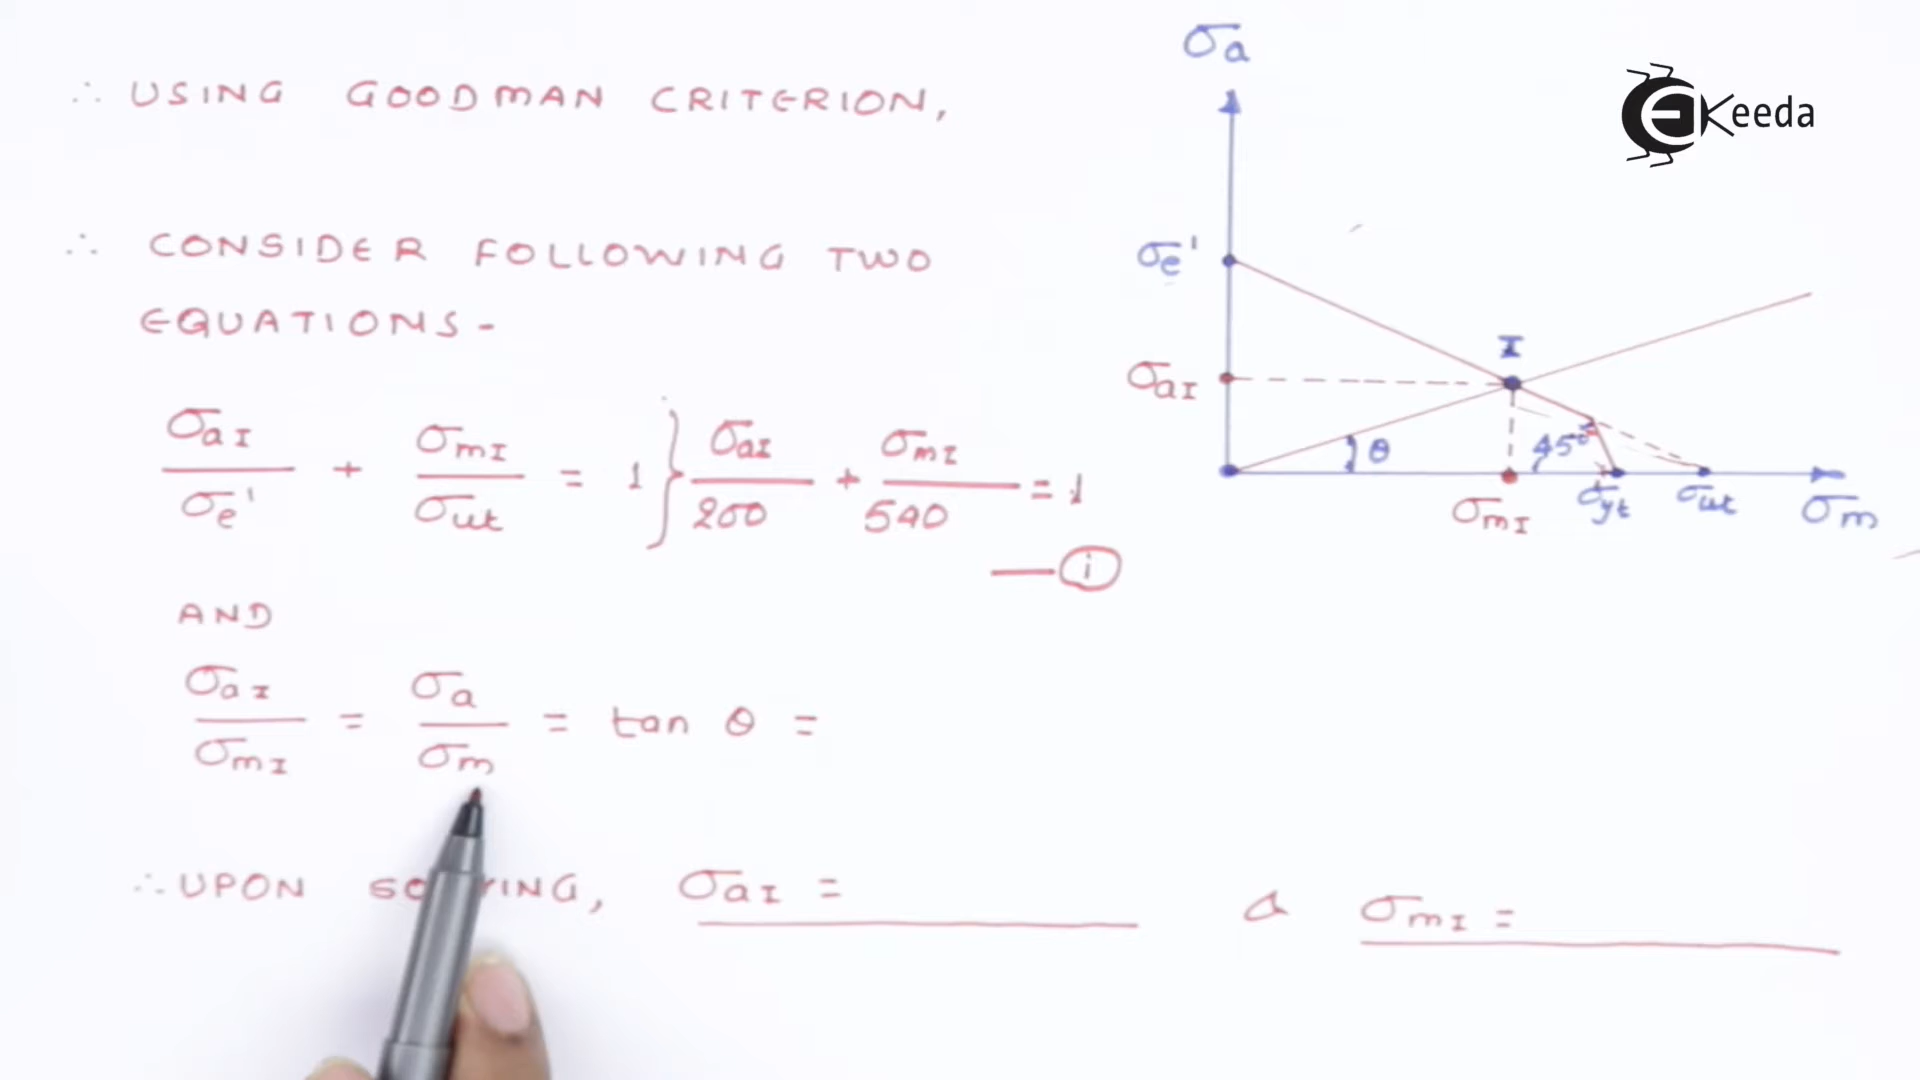 ∴ USING GOODMAN CRITERION,
∴ CONSIDER FOLLOWING TWO
EQUATIONS -
σaI/σe' + σmI/σut = 1 } σaI/200 + σmI/540 = 1
— (i)
AND
σaI/σmI = σa/σm = tan θ =
∴ UPON SOLVING, σaI = & σmI =
σa
EKeeda
σe'
I
σaI
θ
45°
σmI σyt σut σm